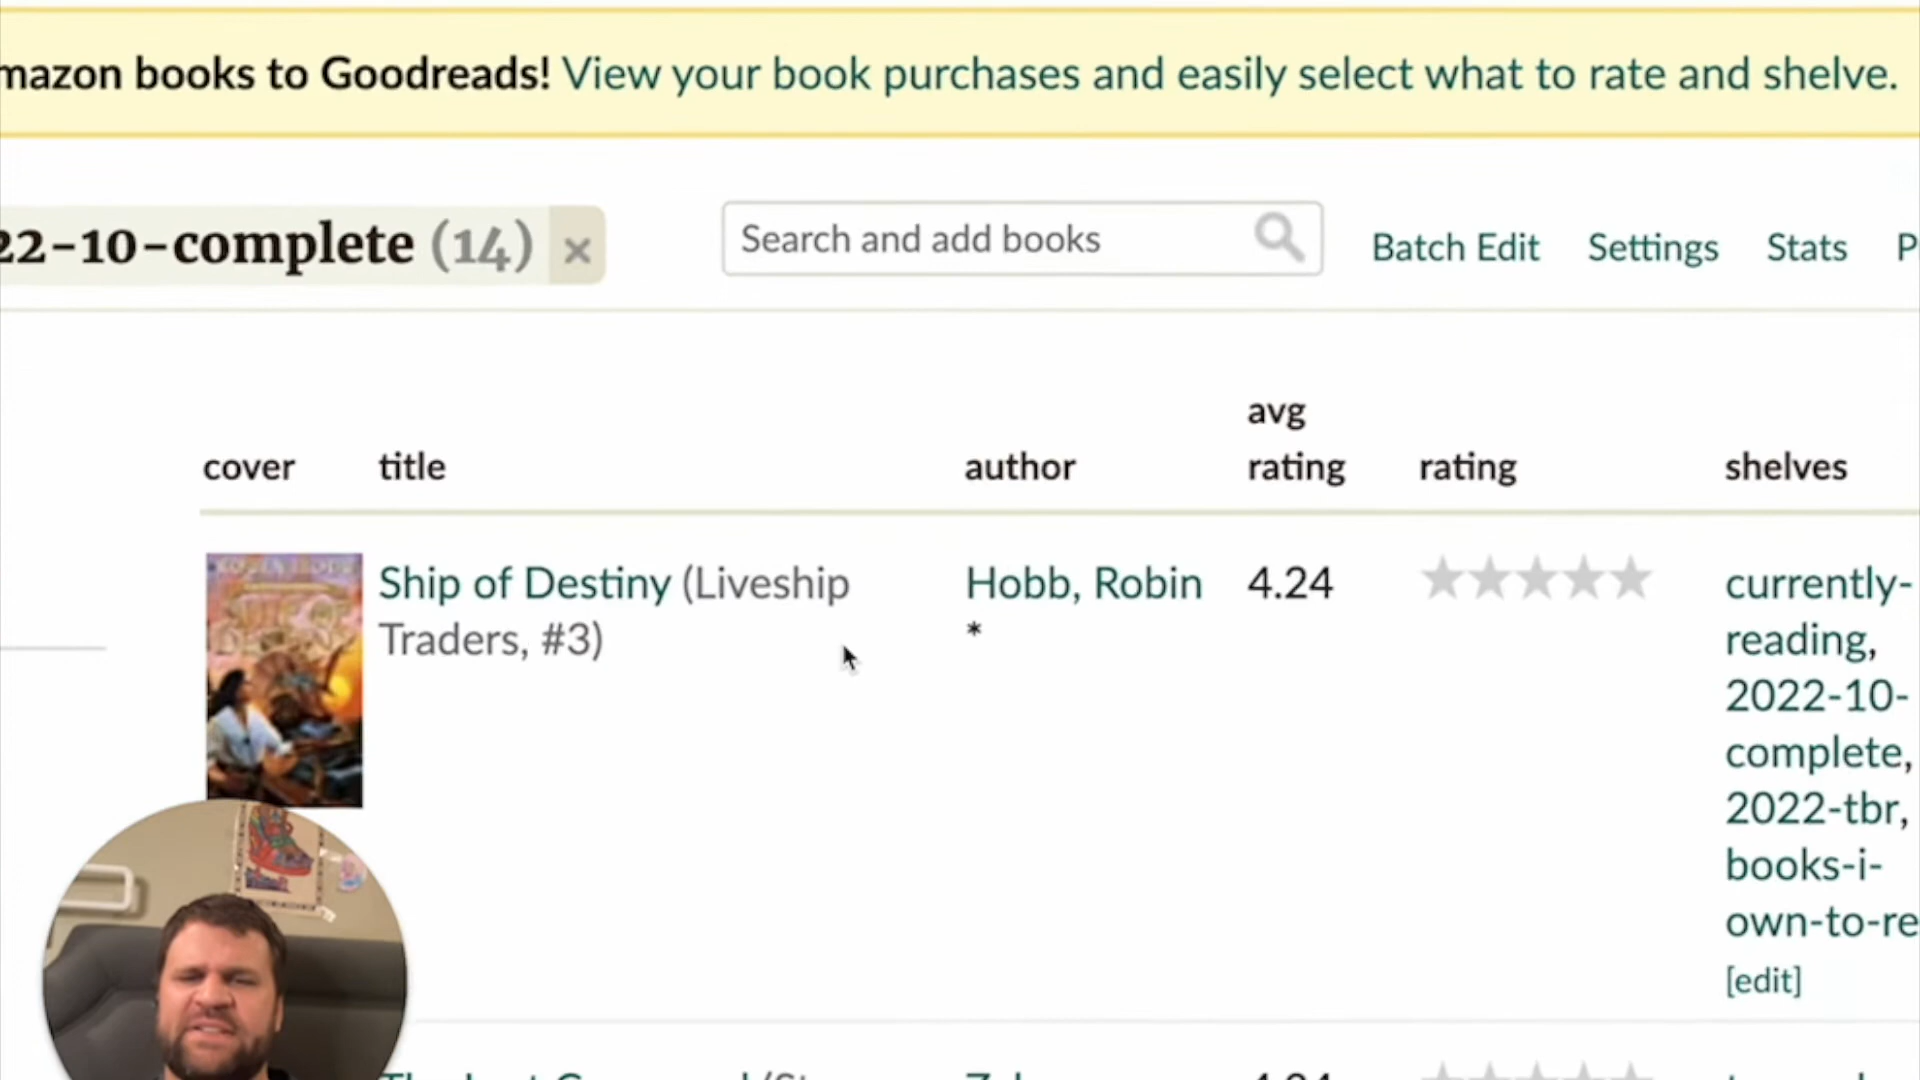 mazon books to Goodreads! View your book purchases and easily select what to rate and shelve.
22-10-complete (14) ×
Search and add books
Batch Edit Settings Stats P
avg
cover title author rating rating shelves
Ship of Destiny (Liveship Hobb, Robin 4.24 currently-
Traders, #3) * reading,
2022-10-
complete,
2022-tbr,
books-i-
own-to-re
[edit]